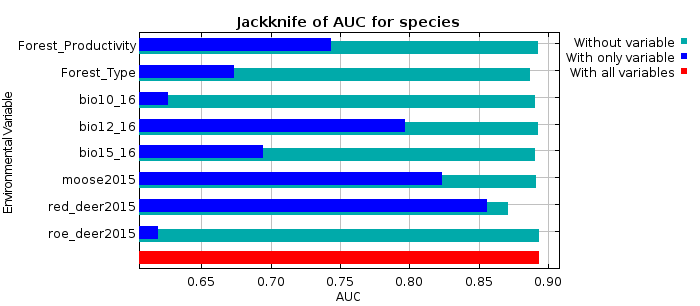 Jackknife of AUC for species
Environmental Variable
Forest_Productivity
Forest_Type
bio10_16
bio12_16
bio15_16
moose2015
red_deer2015
roe_deer2015
Without variable
With only variable
With all variables
0.65 0.70 0.75 0.80 0.85 0.90
AUC